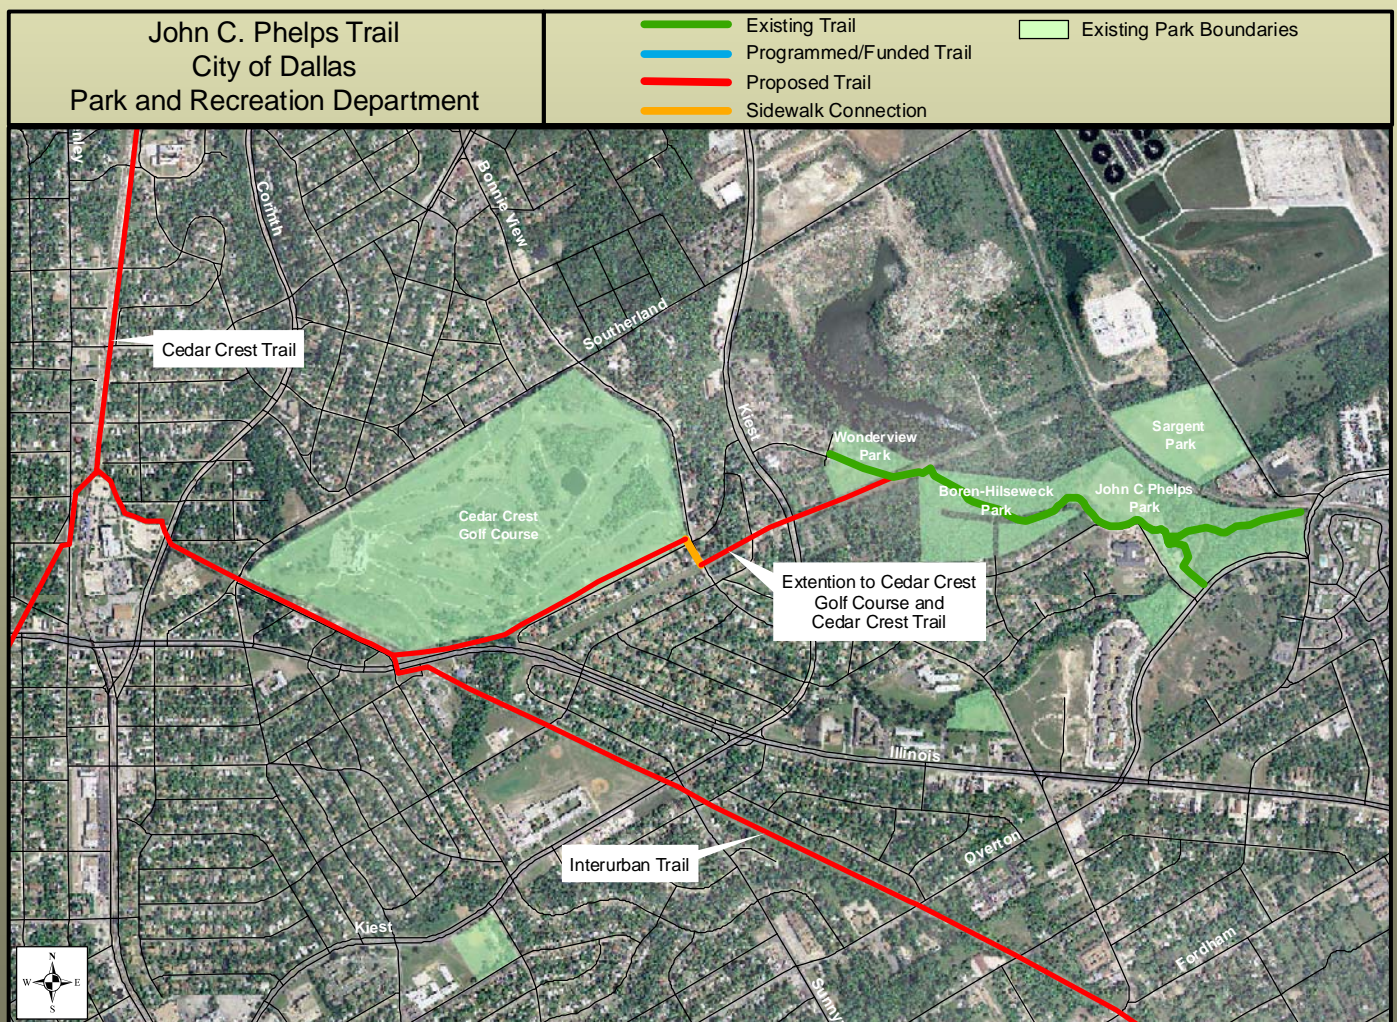 John C. Phelps Trail
City of Dallas
Park and Recreation Department
Existing Trail
Programmed/Funded Trail
Proposed Trail
Sidewalk Connection
Existing Park Boundaries
Corinth
Bonnie View
Southerland
Cedar Crest Trail
Kiest
Wonderview
Park
Sargent
Park
Boren-Hilseweck
Park
John C Phelps
Park
Cedar Crest
Golf Course
Extention to Cedar Crest
Golf Course and
Cedar Crest Trail
Illinois
Overton
Interurban Trail
Kiest
Fordham
Sunny
N
W
E
S